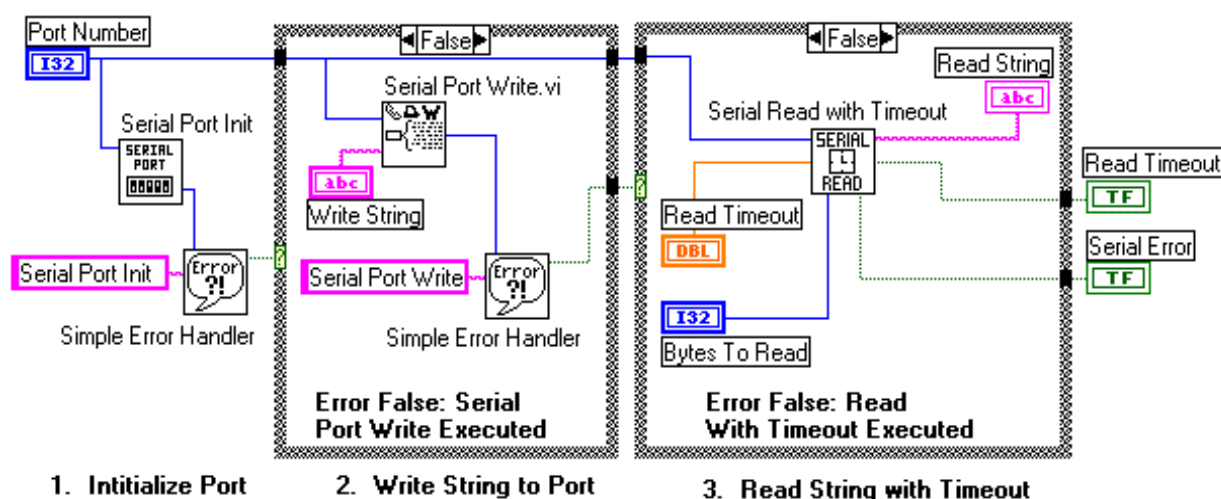 Port Number
I32
Serial Port Init
SERIAL
PORT
Serial Port Init
Error
?!
Simple Error Handler
1. Intitialize Port
False
Serial Port Write.vi
W
abc
Write String
?
Serial Port Write
Error
?!
Simple Error Handler
Error False: Serial
Port Write Executed
2. Write String to Port
False
Read String
abc
Serial Read with Timeout
SERIAL
READ
?
Read Timeout
DBL
I32
Bytes To Read
Error False: Read
With Timeout Executed
3. Read String with Timeout
Read Timeout
TF
Serial Error
TF